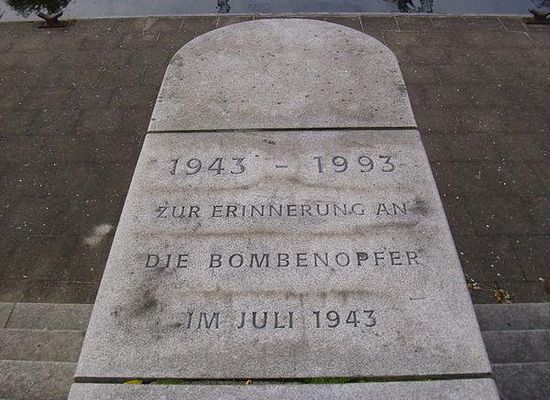 1943 - 1993
ZUR ERINNERUNG AN
DIE BOMBENOPFER
IM JULI 1943